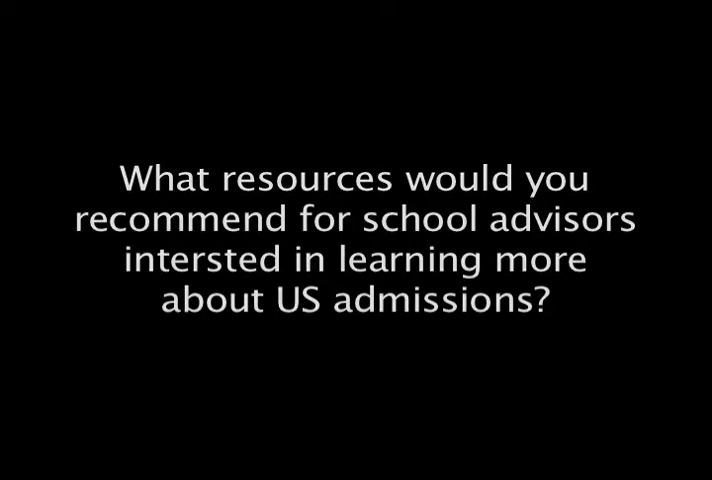 What resources would you
recommend for school advisors
intersted in learning more
about US admissions?